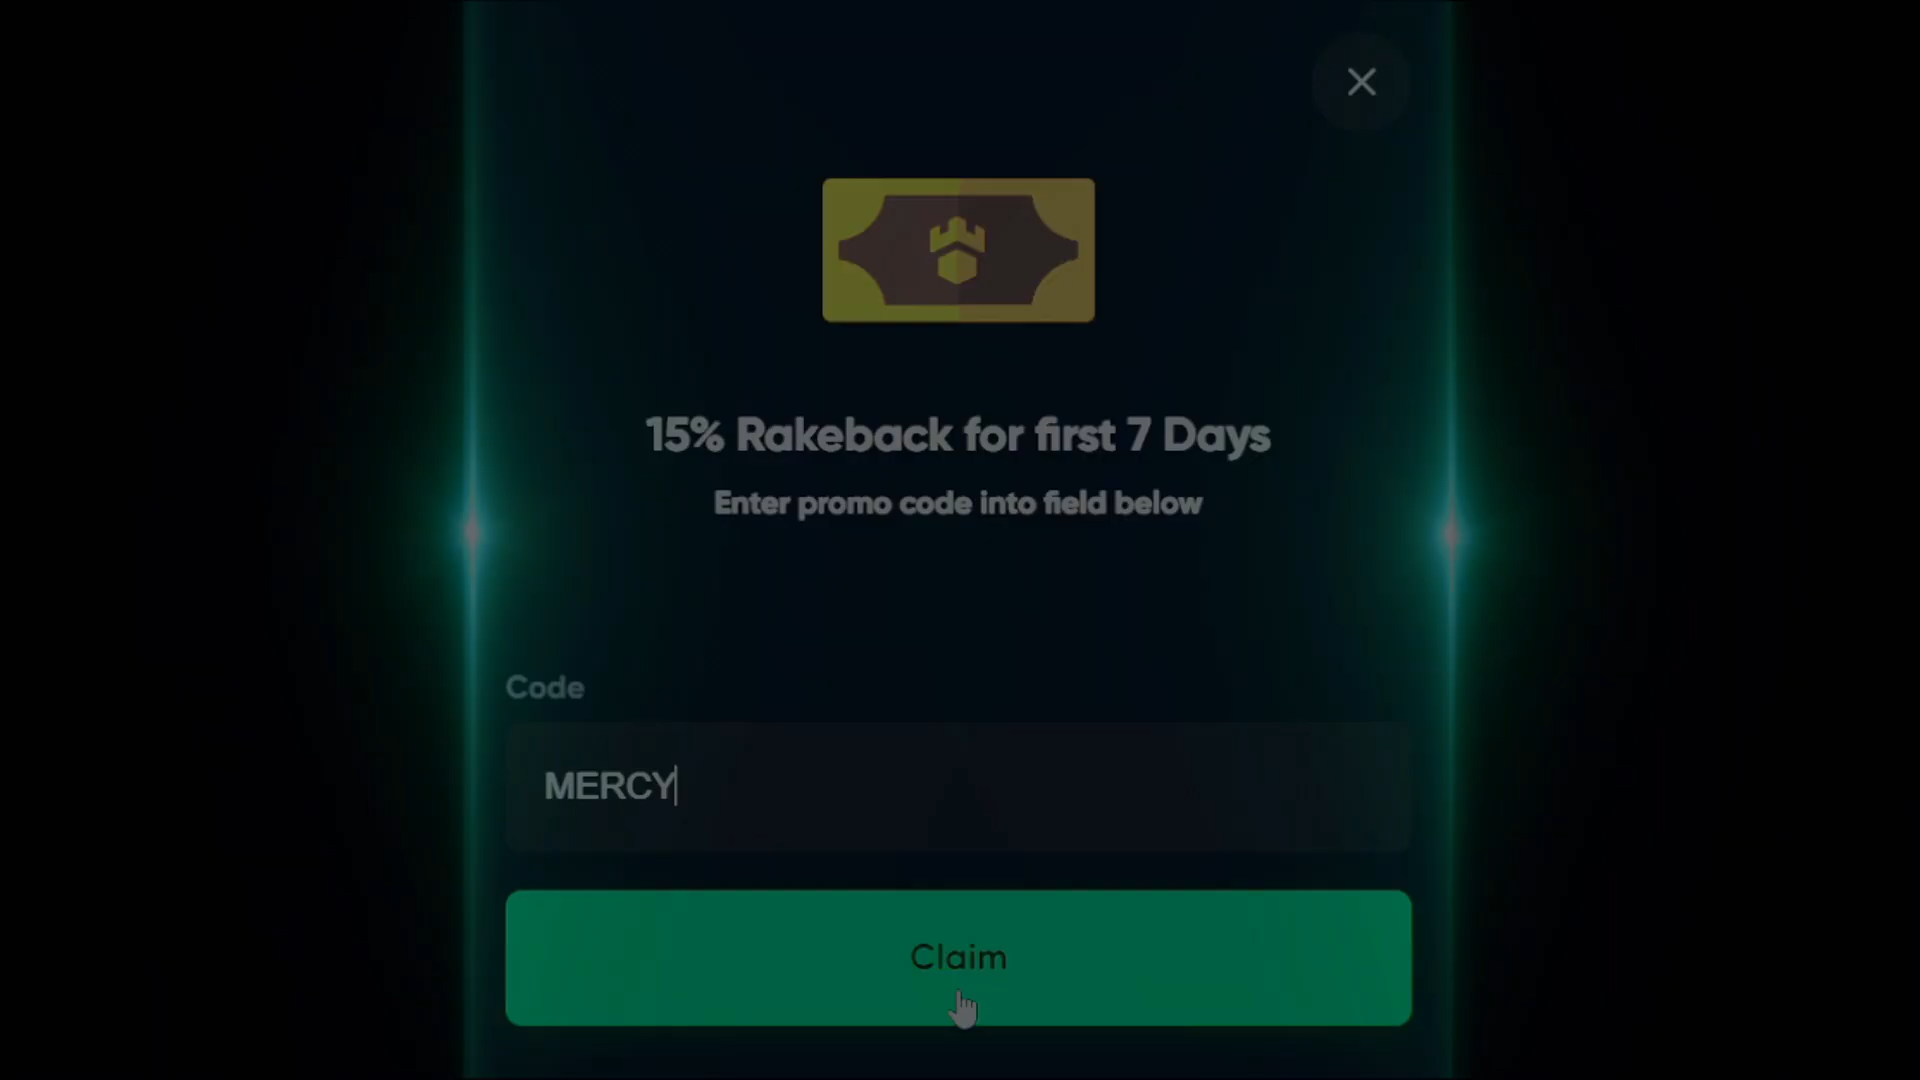 15% Rakeback for first 7 Days
Enter promo code into field below
Code
MERCY
Claim